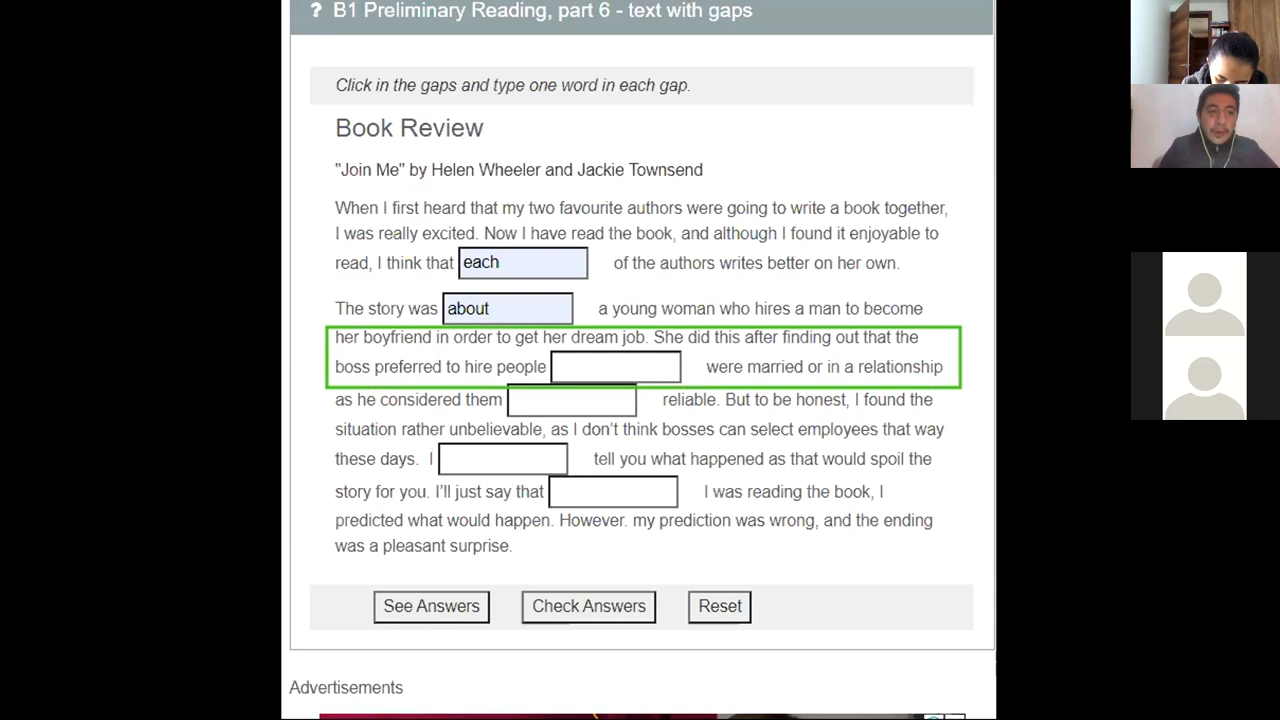 ? B1 Preliminary Reading, part 6 - text with gaps
Click in the gaps and type one word in each gap.
Book Review
"Join Me" by Helen Wheeler and Jackie Townsend
When I first heard that my two favourite authors were going to write a book together,
I was really excited. Now I have read the book, and although I found it enjoyable to
read, I think that each of the authors writes better on her own.
The story was about a young woman who hires a man to become
her boyfriend in order to get her dream job. She did this after finding out that the
boss preferred to hire people were married or in a relationship
as he considered them reliable. But to be honest, I found the
situation rather unbelievable, as I don't think bosses can select employees that way
these days. I tell you what happened as that would spoil the
story for you. I'll just say that I was reading the book, I
predicted what would happen. However. my prediction was wrong, and the ending
was a pleasant surprise.
See Answers Check Answers Reset
Advertisements